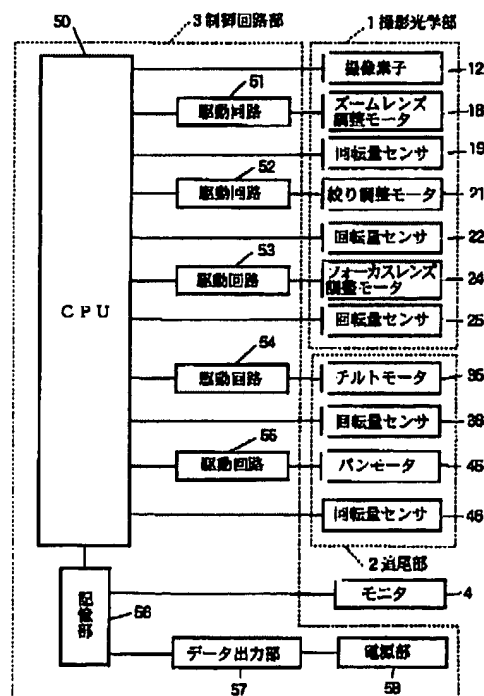 50
3 制御回路部
1 撮影光学部
撮像素子
12
51
駆動回路
ズームレンズ
調整モータ
18
回転量センサ
19
52
駆動回路
絞り調整モータ
21
回転量センサ
22
53
駆動回路
フォーカスレンズ
調整モータ
24
CPU
回転量センサ
25
54
駆動回路
チルトモータ
35
回転量センサ
55
駆動回路
パンモータ
45
回転量センサ
46
2 追尾部
モニタ
4
56
データ出力部
57
電源部